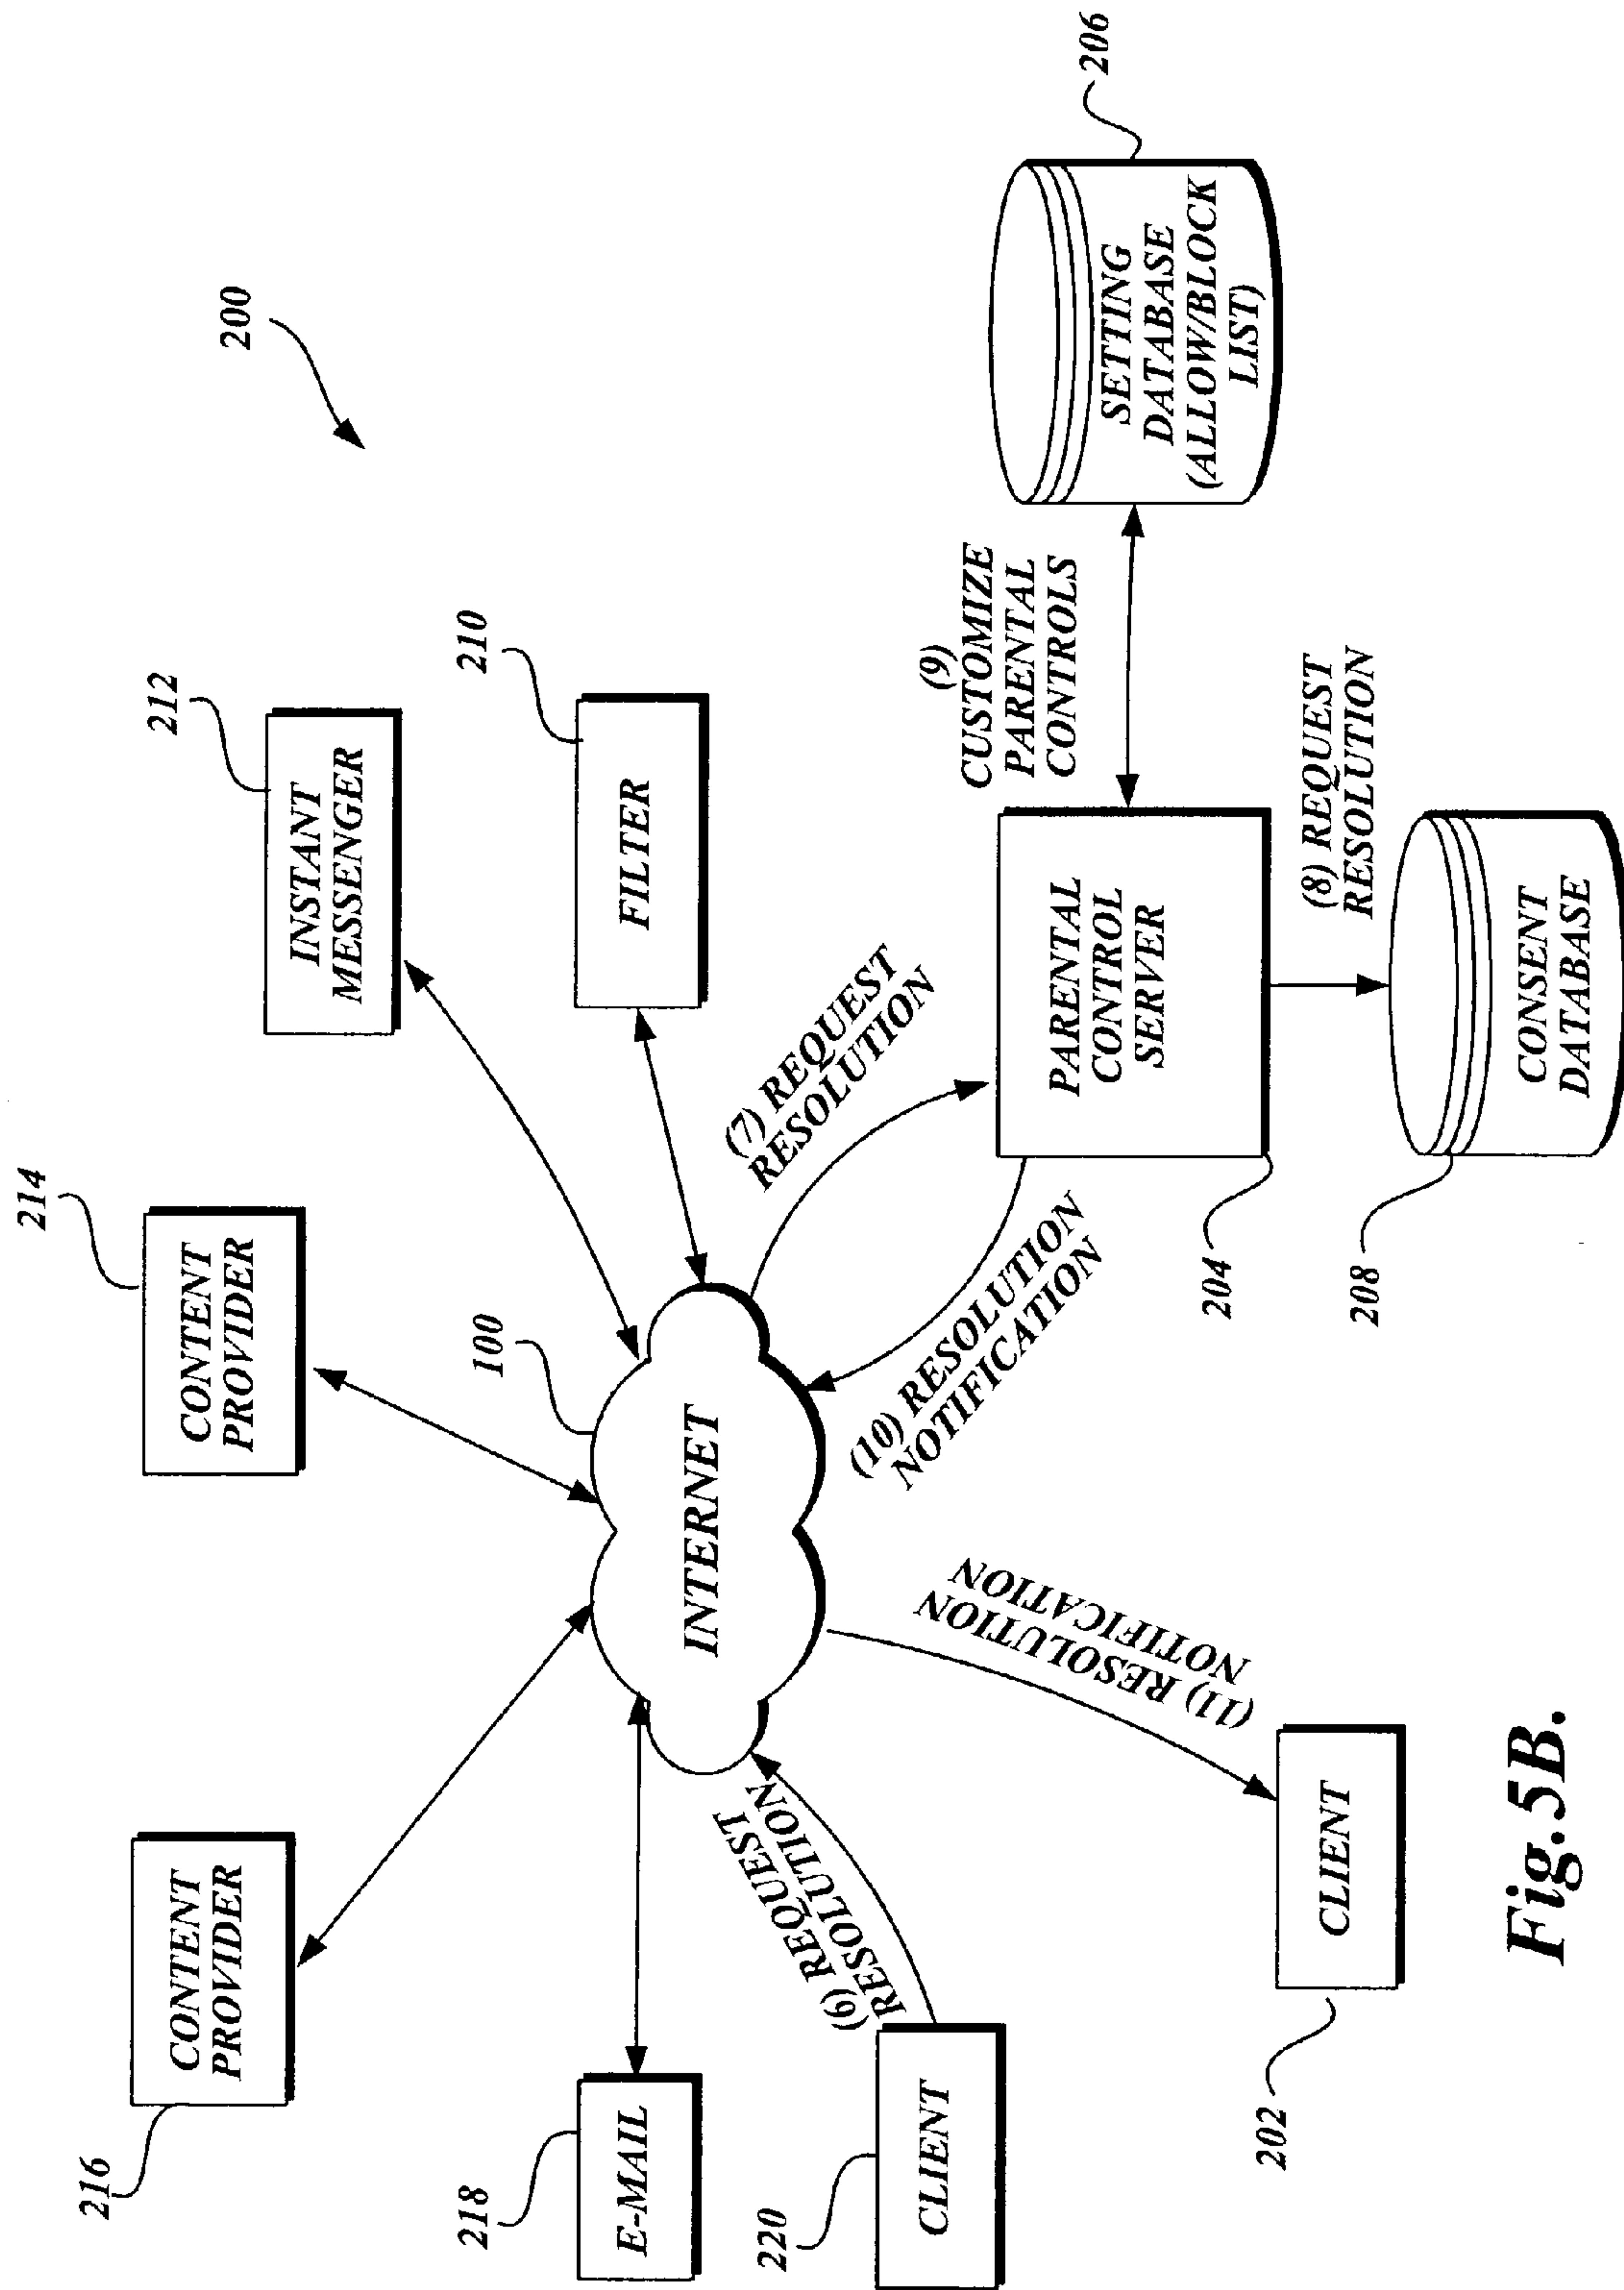 200
216
CONTENT
PROVIDER
214
CONTENT
PROVIDER
212
INSTANT
MESSENGER
218
E-MAIL
100
INTERNET
210
FILTER
206
SETTING
DATABASE
(ALLOW/BLOCK
LIST)
220
CLIENT
(6) REQUEST
RESOLUTION
(7) REQUEST
RESOLUTION
(9)
CUSTOMIZE
PARENTAL
CONTROLS
(10) RESOLUTION
NOTIFICATION
(11) RESOLUTION
NOTIFICATION
PARENTAL
CONTROL
SERVER
204
(8) REQUEST
RESOLUTION
202
CLIENT
208
CONSENT
DATABASE
Fig.5B.